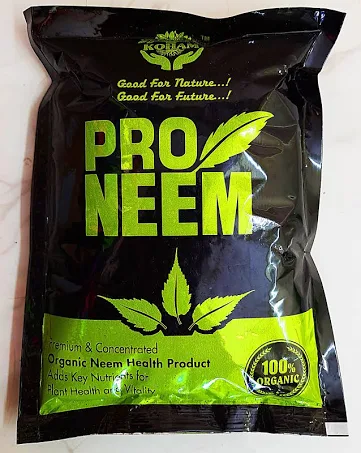 KOHAM
TM
Good For Nature...!
Good For Future...!
PRO
NEEM
Premium & Concentrated
Organic Neem Health Product
Adds Key Nutrients for
Plant Health and Vitality
100%
ORGANIC